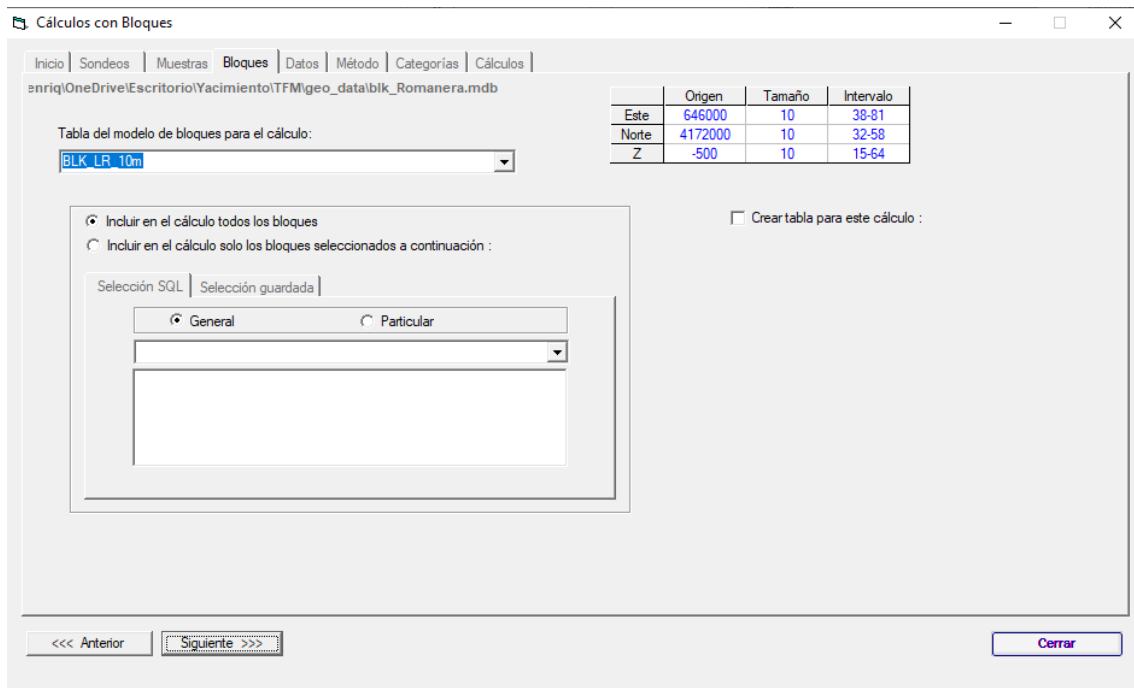 Cálculos con Bloques
Inicio Sondeos Muestras Bloques Datos Método Categorías Cálculos
enriq\OneDrive\Escritorio\Yacimiento\TFM\geo_data\blk_Romanera.mdb
Origen Tamaño Intervalo
Este 646000 10 38-81
Norte 4172000 10 32-58
Z -500 10 15-64
Tabla del modelo de bloques para el cálculo:
BLK_LR_10m
Incluir en el cálculo todos los bloques
Crear tabla para este cálculo :
Incluir en el cálculo solo los bloques seleccionados a continuación :
Selección SQL Selección guardada
General Particular
<<< Anterior Siguiente >>> Cerrar